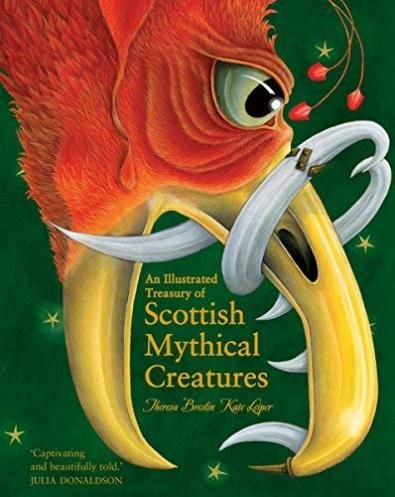 An Illustrated
Treasury of
Scottish
Mythical
Creatures
Theresa Breslin Kate Leiper
'Captivating
and beautifully told.'
JULIA DONALDSON